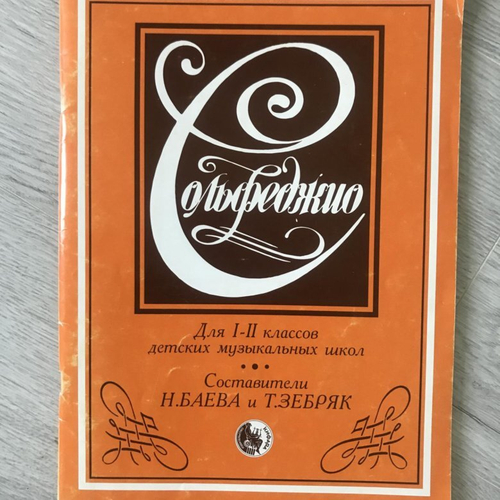 Сольфеджио
Для I-II классов
детских музыкальных школ
Составители
Н.БАЕВА и Т.ЗЕБРЯК